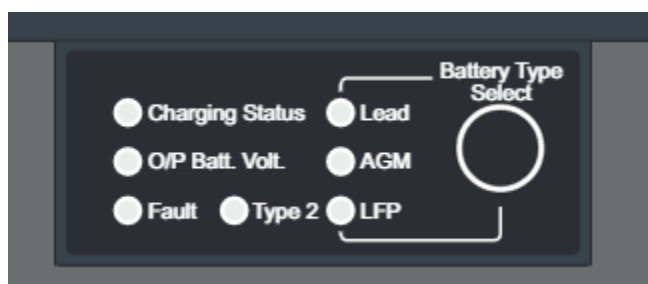 Battery Type
Select
Charging Status
Lead
O/P Batt. Volt.
AGM
Fault
Type 2
LFP